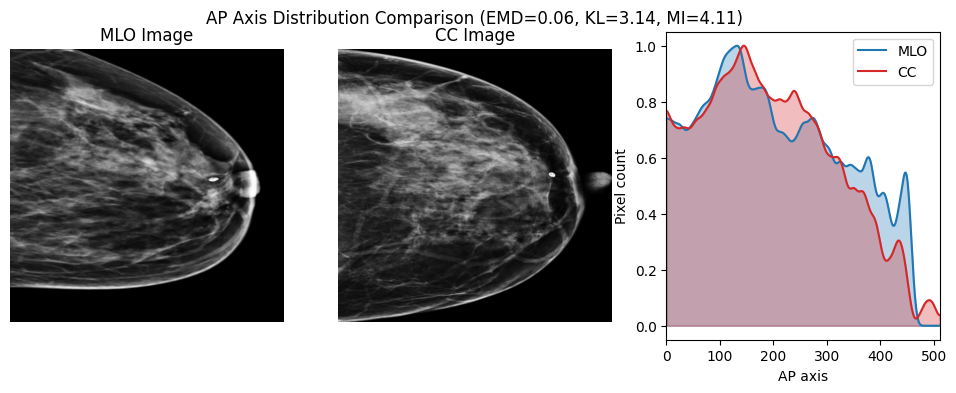 AP Axis Distribution Comparison (EMD=0.06, KL=3.14, MI=4.11)
MLO Image
CC Image
MLO
CC
Pixel count
1.0
0.8
0.6
0.4
0.2
0.0
0 100 200 300 400 500
AP axis